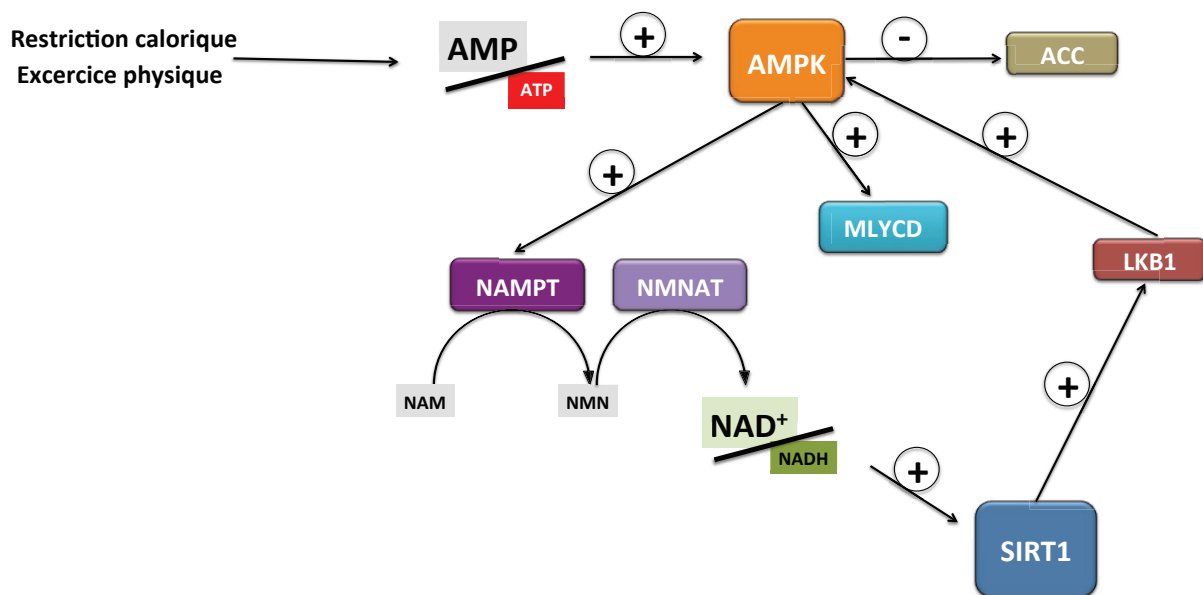 Restriction calorique
Excercice physique
AMP
ATP
+
AMPK
-
ACC
+
+
+
MLYCD
LKB1
NAMPT
NMNAT
+
NAM
NMN
NAD⁺
NADH
+
SIRT1